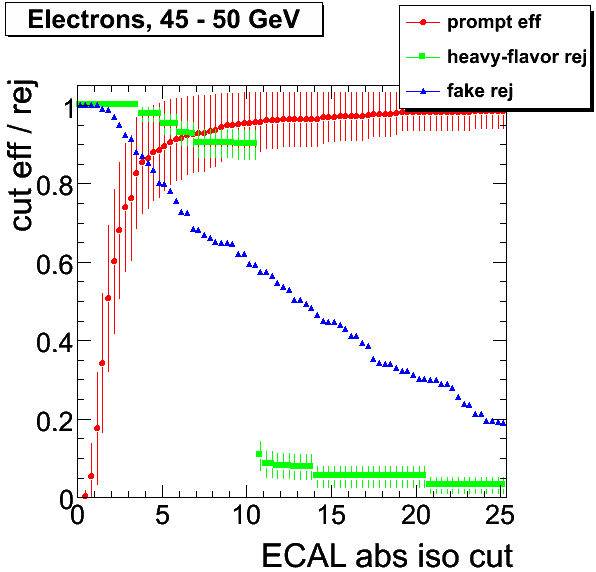 Electrons, 45 - 50 GeV
prompt eff
heavy-flavor rej
fake rej
cut eff / rej
1
0.8
0.6
0.4
0.2
0
0 5 10 15 20 25
ECAL abs iso cut